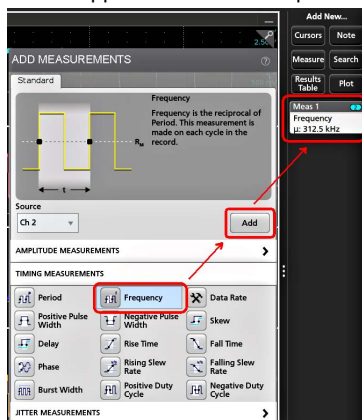 Add New...
2.50
Cursors
Note
ADD MEASUREMENTS
Measure
Search
Standard
Results Table
Plot
Frequency
Frequency is the reciprocal of
Period. This measurement is
made on each cycle in the
record.
RM
t
Meas 1
2
Frequency
μ: 312.5 kHz
Source
Ch 2
Add
AMPLITUDE MEASUREMENTS
TIMING MEASUREMENTS
Period
Frequency
Data Rate
Positive Pulse Width
Negative Pulse Width
Skew
Delay
Rise Time
Fall Time
Phase
Rising Slew Rate
Falling Slew Rate
Burst Width
Positive Duty Cycle
Negative Duty Cycle
JITTER MEASUREMENTS